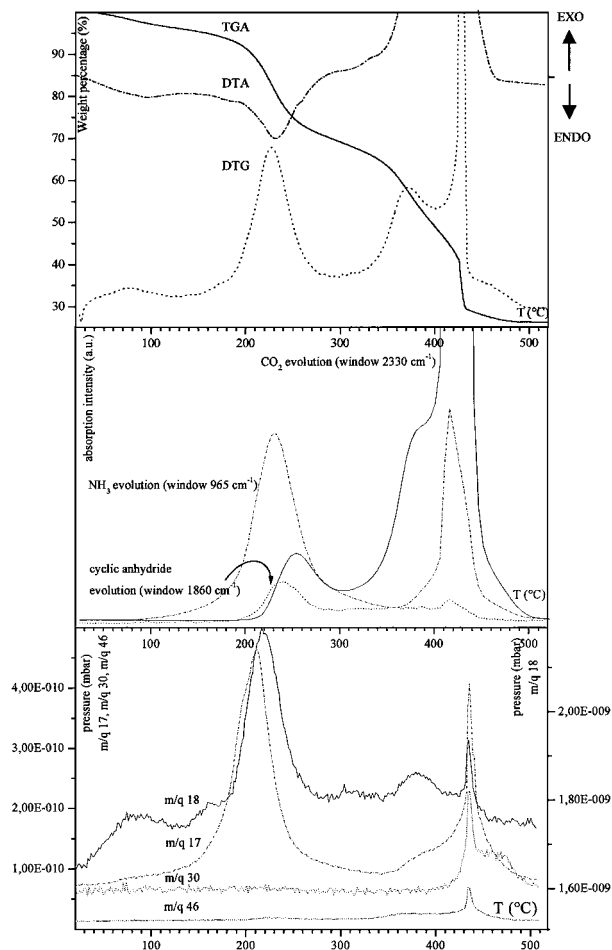 EXO
ENDO
Weight percentage (%)
TGA
DTA
DTG
100
90
80
70
60
50
40
30
T (°C)
100
200
300
400
500
absorption intensity (a.u.)
0
100
200
300
400
500
CO2 evolution (window 2330 cm-1)
NH3 evolution (window 965 cm-1)
cyclic anhydride
evolution (window 1860 cm-1)
T (°C)
0
100
200
300
400
500
pressure (mbar)
m/q 17, m/q 30, m/q 46
pressure (mbar)
m/q 18
4,00E-010
3,00E-010
2,00E-010
1,00E-010
2,00E-009
1,80E-009
1,60E-009
m/q 18
m/q 17
m/q 30
m/q 46
T (°C)